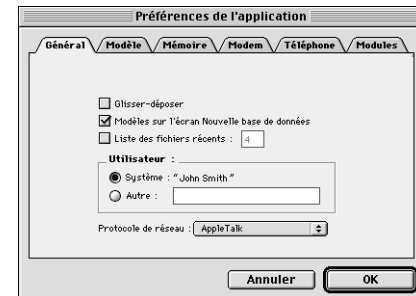 Préférences de l'application
Général Modèle Mémoire Modem Téléphone Modules
Glisser-déposer
Modèles sur l'écran Nouvelle base de données
Liste des fichiers récents : 4
Utilisateur :
Système : "John Smith"
Autre :
Protocole de réseau : AppleTalk
Annuler OK